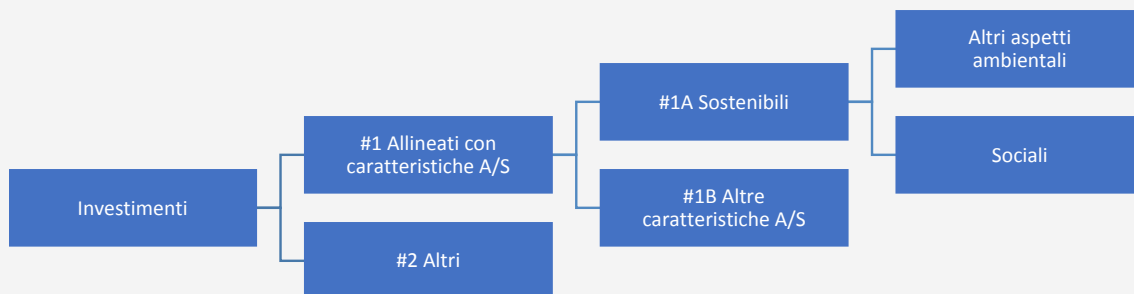 Investimenti
#1 Allineati con
caratteristiche A/S
#2 Altri
#1A Sostenibili
#1B Altre
caratteristiche A/S
Altri aspetti
ambientali
Sociali